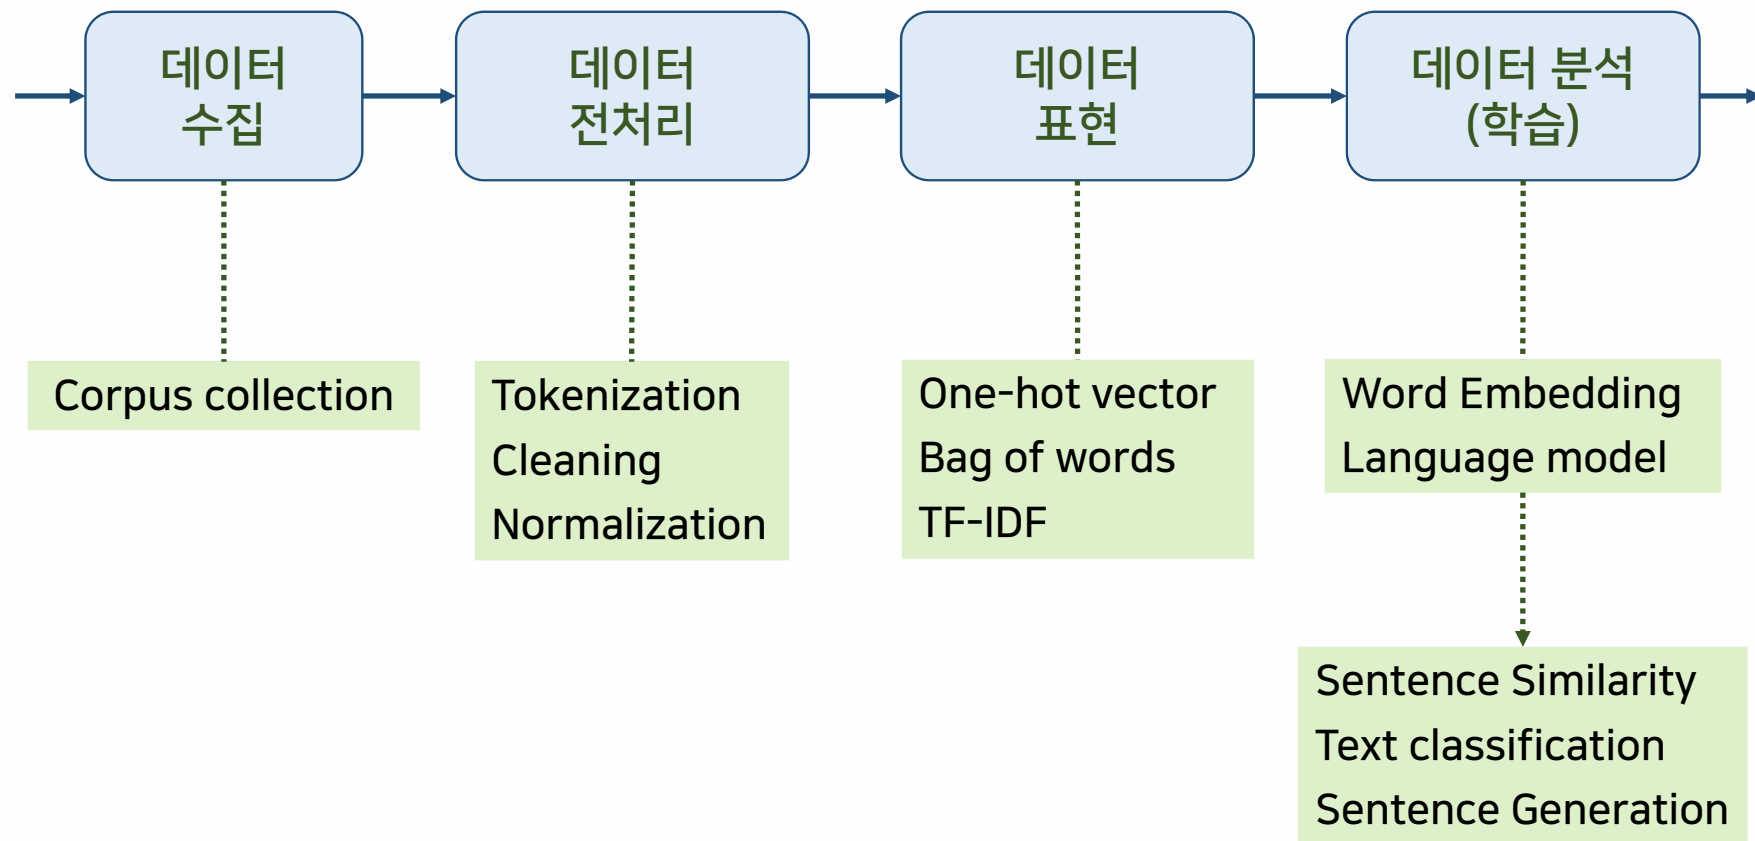 데이터
수집
데이터
전처리
데이터
표현
데이터 분석
(학습)
Corpus collection
Tokenization
Cleaning
Normalization
One-hot vector
Bag of words
TF-IDF
Word Embedding
Language model
Sentence Similarity
Text classification
Sentence Generation